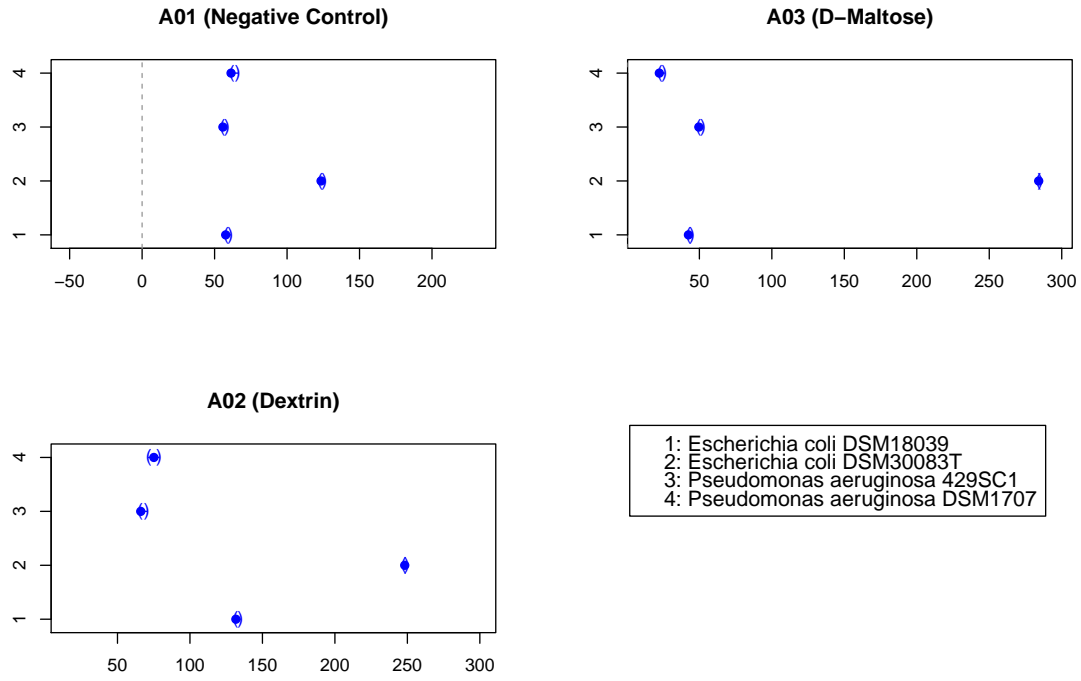 A01 (Negative Control)
4
3
2
1
−50 0 50 100 150 200
A03 (D−Maltose)
4
3
2
1
50 100 150 200 250 300
A02 (Dextrin)
4
3
2
1
50 100 150 200 250 300
1: Escherichia coli DSM18039
2: Escherichia coli DSM30083T
3: Pseudomonas aeruginosa 429SC1
4: Pseudomonas aeruginosa DSM1707